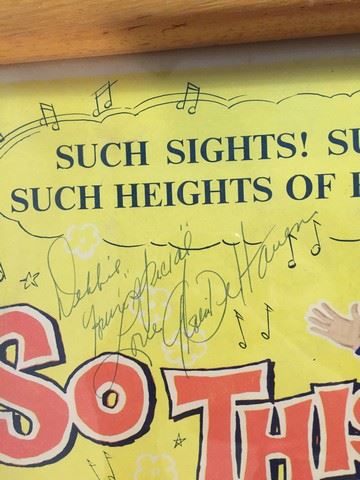 SUCH SIGHTS! SU
SUCH HEIGHTS OF
Debbie,
You're "special"
Love Gloria DeHaven
SO THIS